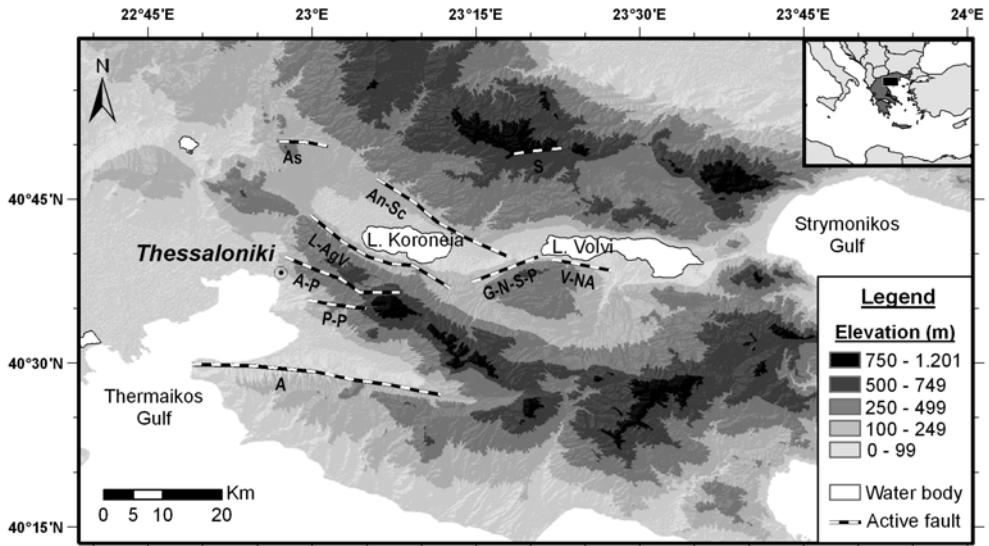 22°45'E 23°0' 23°15' 23°30' 23°45' 24°E
N
As
S
40°45'N
An-Sc
Strymonikos
Gulf
L. Koroneia
L. Volvi
L-AgV
Thessaloniki
G-N-S-P
V-NA
A-P
P-P
Legend
Elevation (m)
750 - 1.201
500 - 749
250 - 499
100 - 249
0 - 99
Water body
Active fault
40°30'N
A
Thermaikos
Gulf
Km
0 5 10 20
40°15'N